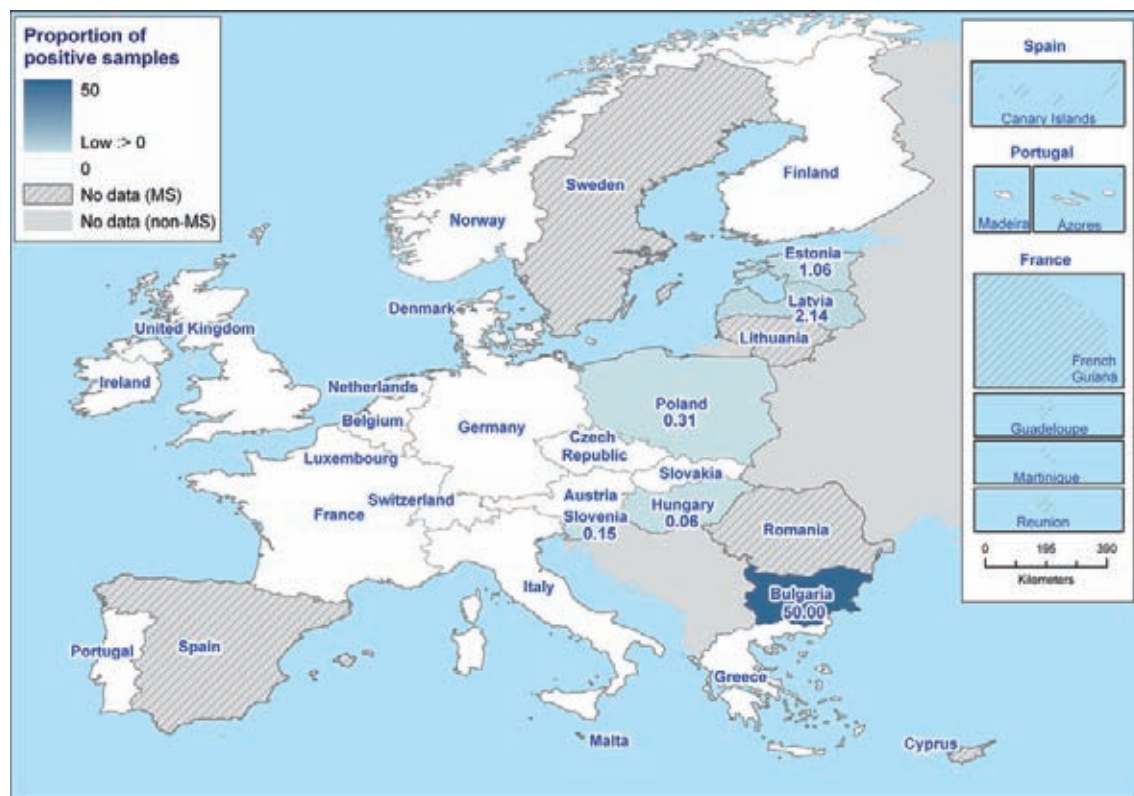 Proportion of
positive samples
50
Low :> 0
0
No data (MS)
No data (non-MS)
Spain
Canary Islands
Portugal
Madeira
Azores
France
French
Guiana
Guadeloupe
Martinique
Reunion
0 195 390
Kilometers
Finland
Sweden
Norway
Estonia
1.06
Denmark
Latvia
2.14
United Kingdom
Lithuania
Ireland
Netherlands
Poland
0.31
Belgium
Germany
Czech
Republic
Luxembourg
Slovakia
Switzerland
Austria
France
Hungary
0.06
Slovenia
0.15
Romania
Italy
Bulgaria
50.00
Portugal
Spain
Greece
Malta
Cyprus